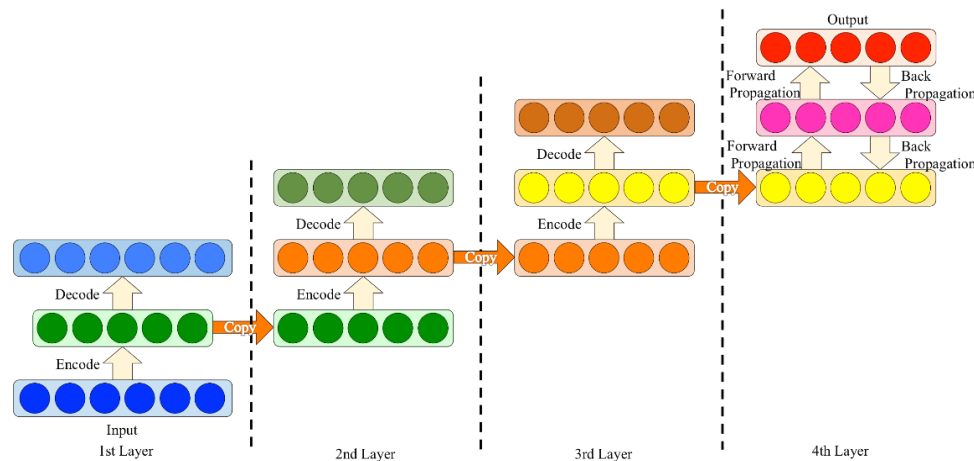 Output
Forward
Propagation
Back
Propagation
Forward
Propagation
Back
Propagation
Copy
Decode
Encode
Copy
Decode
Encode
Copy
Decode
Encode
Input
1st Layer
2nd Layer
3rd Layer
4th Layer